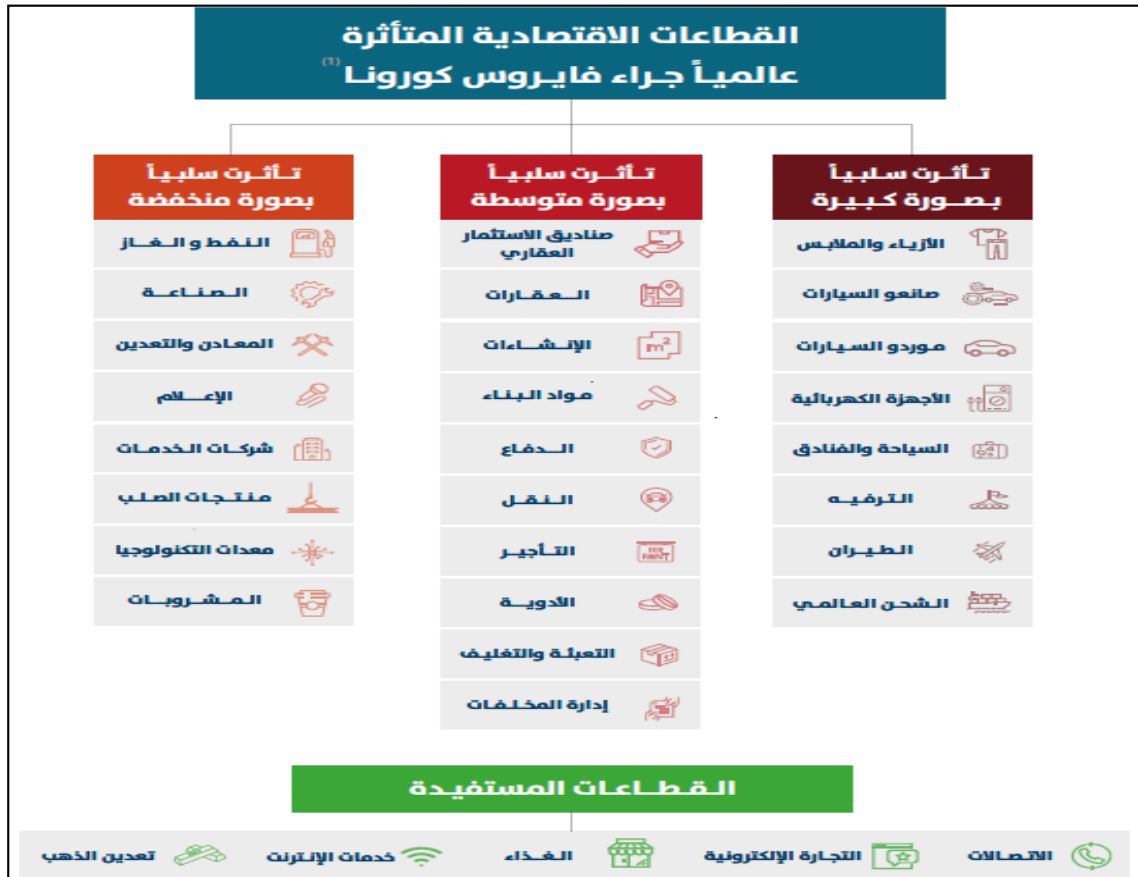 القطاعات الاقتصادية المتأثرة
عالمياً جراء فايروس كورونا (1)
تأثرت سلبياً
بصورة كبيرة
الأزياء والملابس
صانعو السيارات
موردو السيارات
الأجهزة الكهربائية
السياحة والفنادق
الترفيه
الطيران
الشحن العالمي
تأثرت سلبياً
بصورة متوسطة
صناديق الاستثمار
العقاري
العقارات
الإنشاءات
m²
مواد البناء
الدفاع
النقل
التأجير
الأدوية
التعبئة والتغليف
إدارة المخلفات
تأثرت سلبياً
بصورة منخفضة
النفط و الغاز
الصناعة
المعادن والتعدين
الإعلام
شركات الخدمات
منتجات الصلب
معدات التكنولوجيا
المشروبات
القطاعات المستفيدة
الاتصالات
التجارة الإلكترونية
الغذاء
خدمات الإنترنت
تعدين الذهب